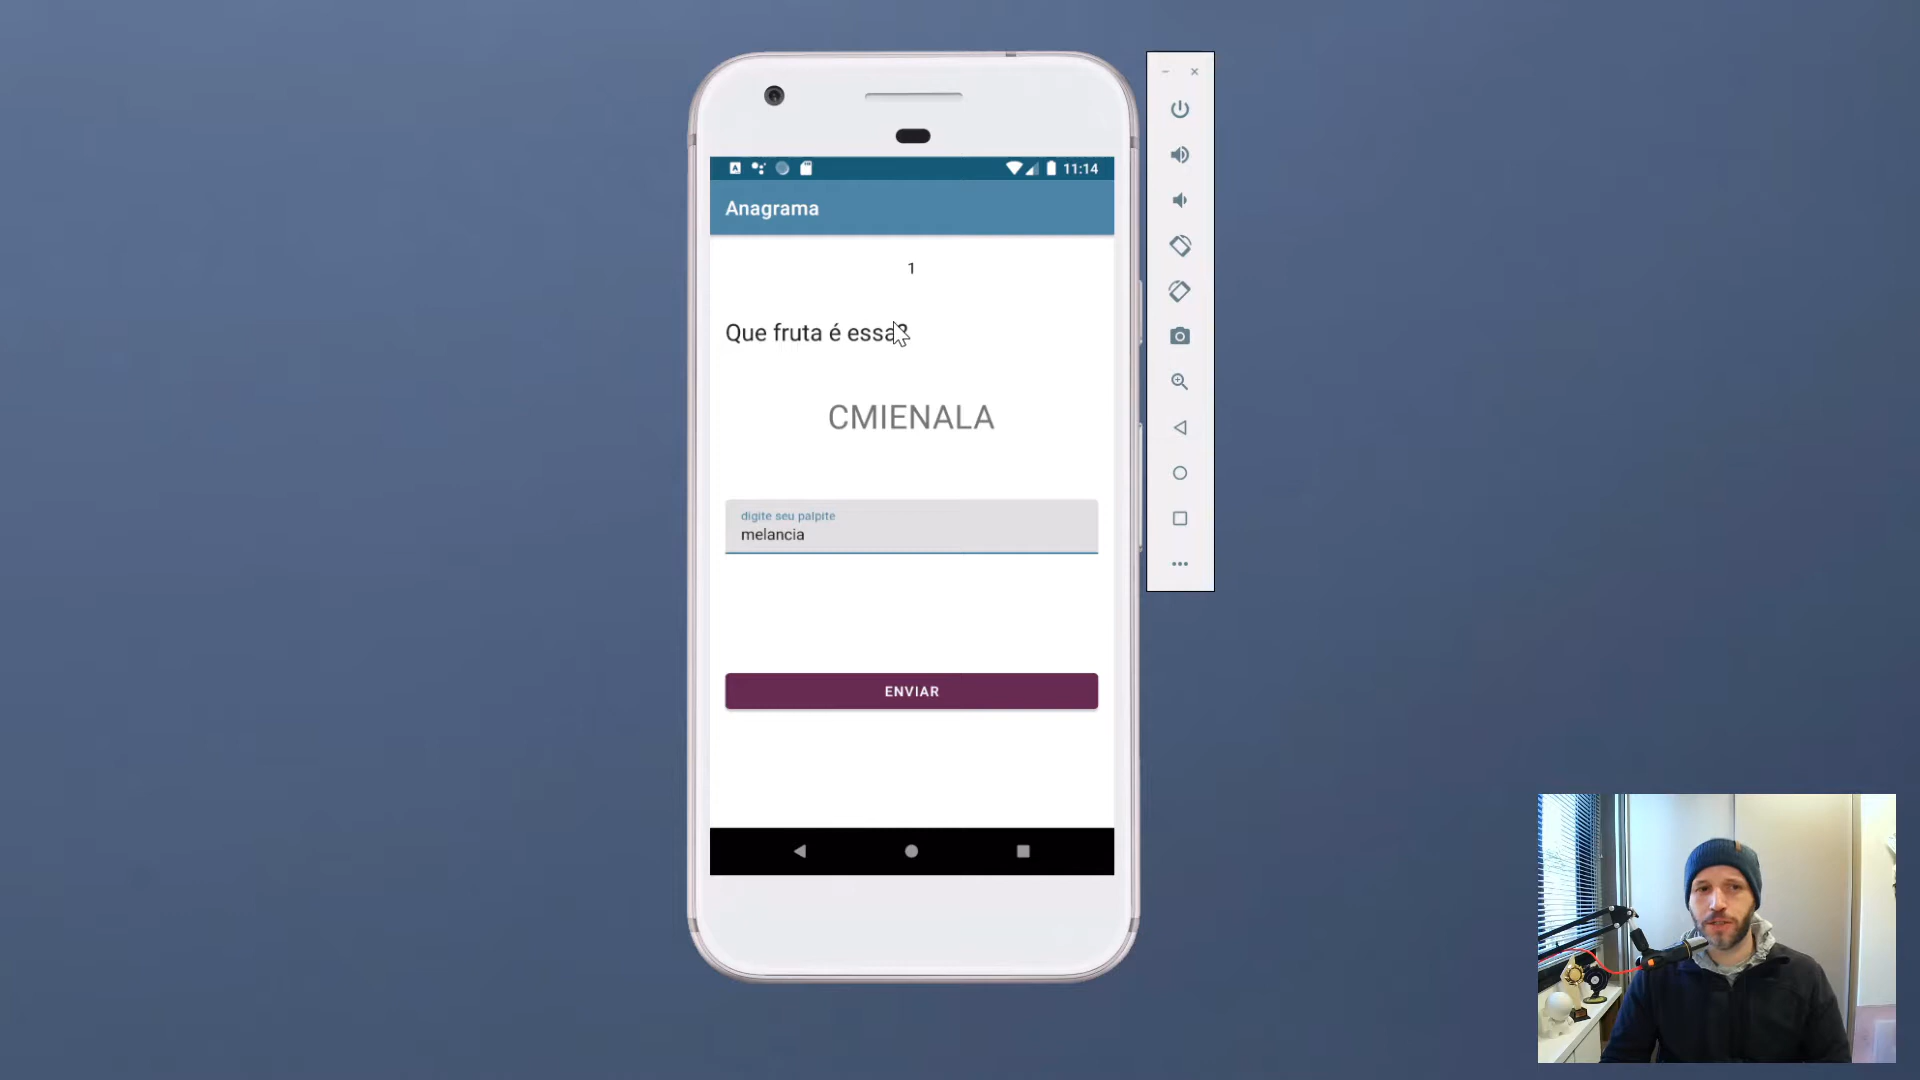 11:14
Anagrama
1
Que fruta é essa?
CMIENALA
digite seu palpite
melancia
ENVIAR